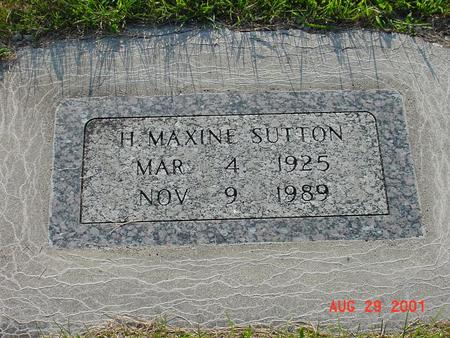 H. MAXINE SUTTON
MAR 4 1925
NOV 9 1989
AUG 29 2001